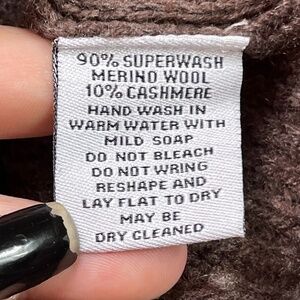 90% SUPERWASH
MERINO WOOL
10% CASHMERE
HAND WASH IN
WARM WATER WITH
MILD SOAP
DO NOT BLEACH
DO NOT WRING
RESHAPE AND
LAY FLAT TO DRY
MAY BE
DRY CLEANED